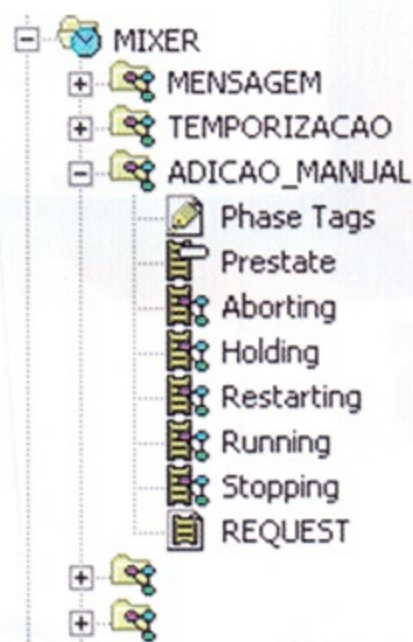 MIXER
MENSAGEM
TEMPORIZACAO
ADICAO_MANUAL
Phase Tags
Prestate
Aborting
Holding
Restarting
Running
Stopping
REQUEST